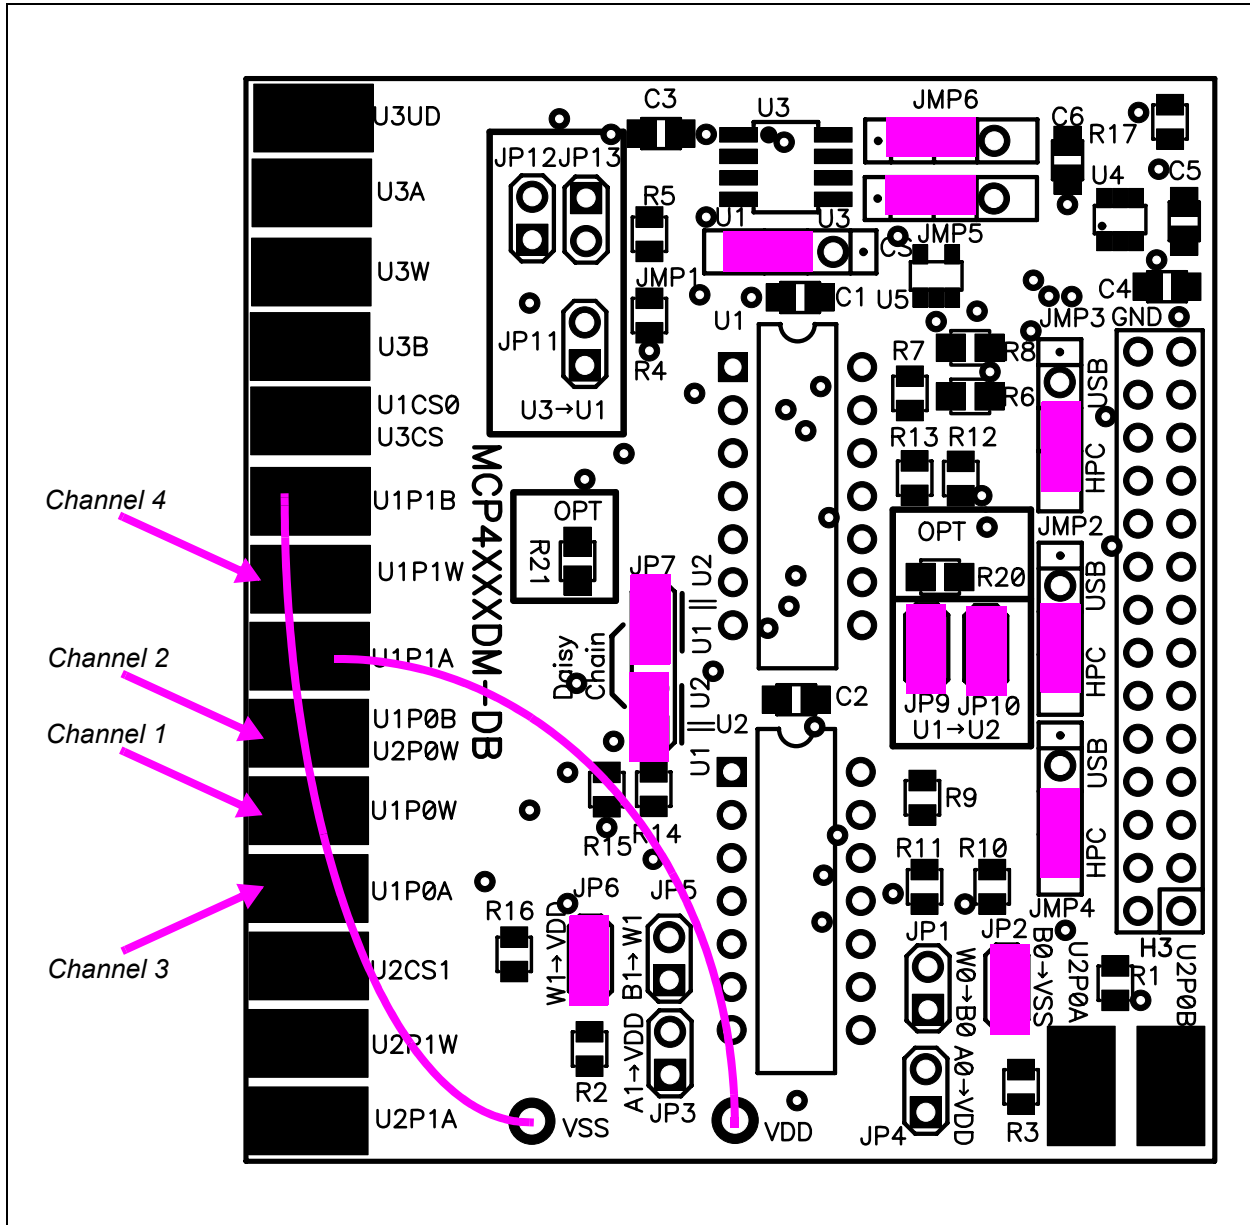 U3UD
U3A
U3W
U3B
U1CS0
U3CS
U1P1B
U1P1W
U1P1A
U1P0B
U2P0W
U1P0W
U1P0A
U2CS1
U2P1W
U2P1A
Channel 4
Channel 2
Channel 1
Channel 3
JP12
JP13
JP11
U3→U1
C3
R5
JMP1
R4
U3
U1
U3
CS
JMP6
JMP5
C6
R17
U4
C5
C4
U5
C1
U1
JMP3
GND
R7
R8
R6
R13
R12
USB
HPC
MCP4XXXDM-DB
OPT
R21
JP7
U2
U1
U2
U1
Daisy
Chain
OPT
R20
JP9
JP10
U1→U2
JMP2
USB
HPC
C2
U2
R15
R14
R9
R11
R10
USB
HPC
JMP4
R16
JP6
JP5
W1→VDD
B1→W1
R2
A1→VDD
JP3
VSS
VDD
JP1
JP2
W0→B0
B0→VSS
A0→VDD
JP4
R3
U2P0A
H3
R1
U2P0B